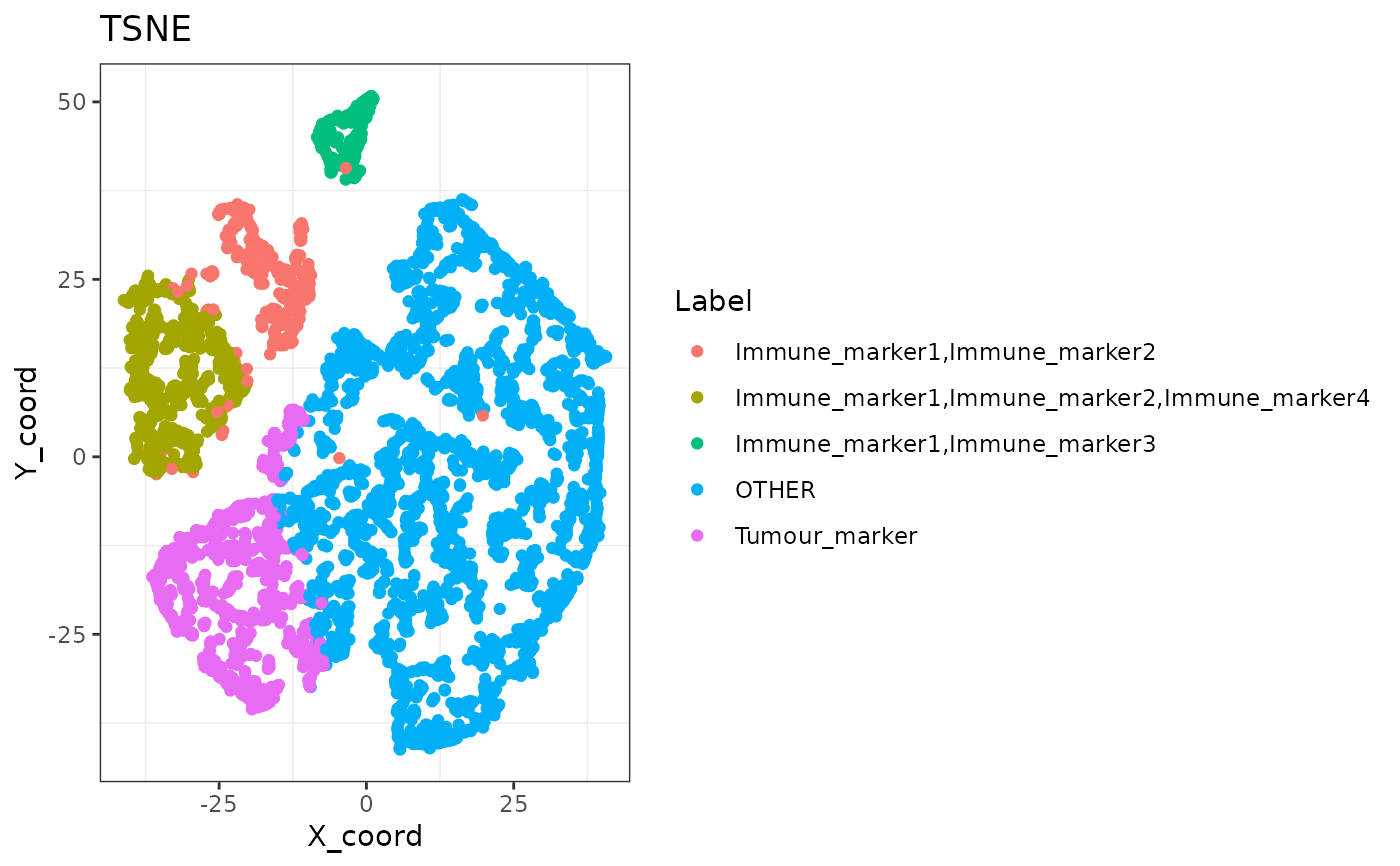 TSNE
50
25
0
-25
Y_coord
-25
0
25
X_coord
Label
Immune_marker1,Immune_marker2
Immune_marker1,Immune_marker2,Immune_marker4
Immune_marker1,Immune_marker3
OTHER
Tumour_marker